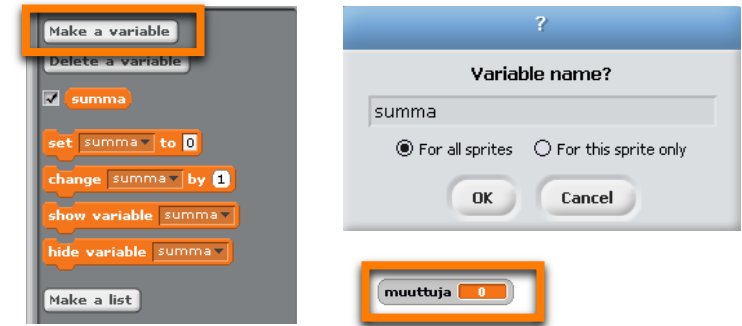 Make a variable
Delete a variable
summa
set summa to 0
change summa by 1
show variable summa
hide variable summa
Make a list
?
Variable name?
summa
For all sprites For this sprite only
OK Cancel
muuttuja 0